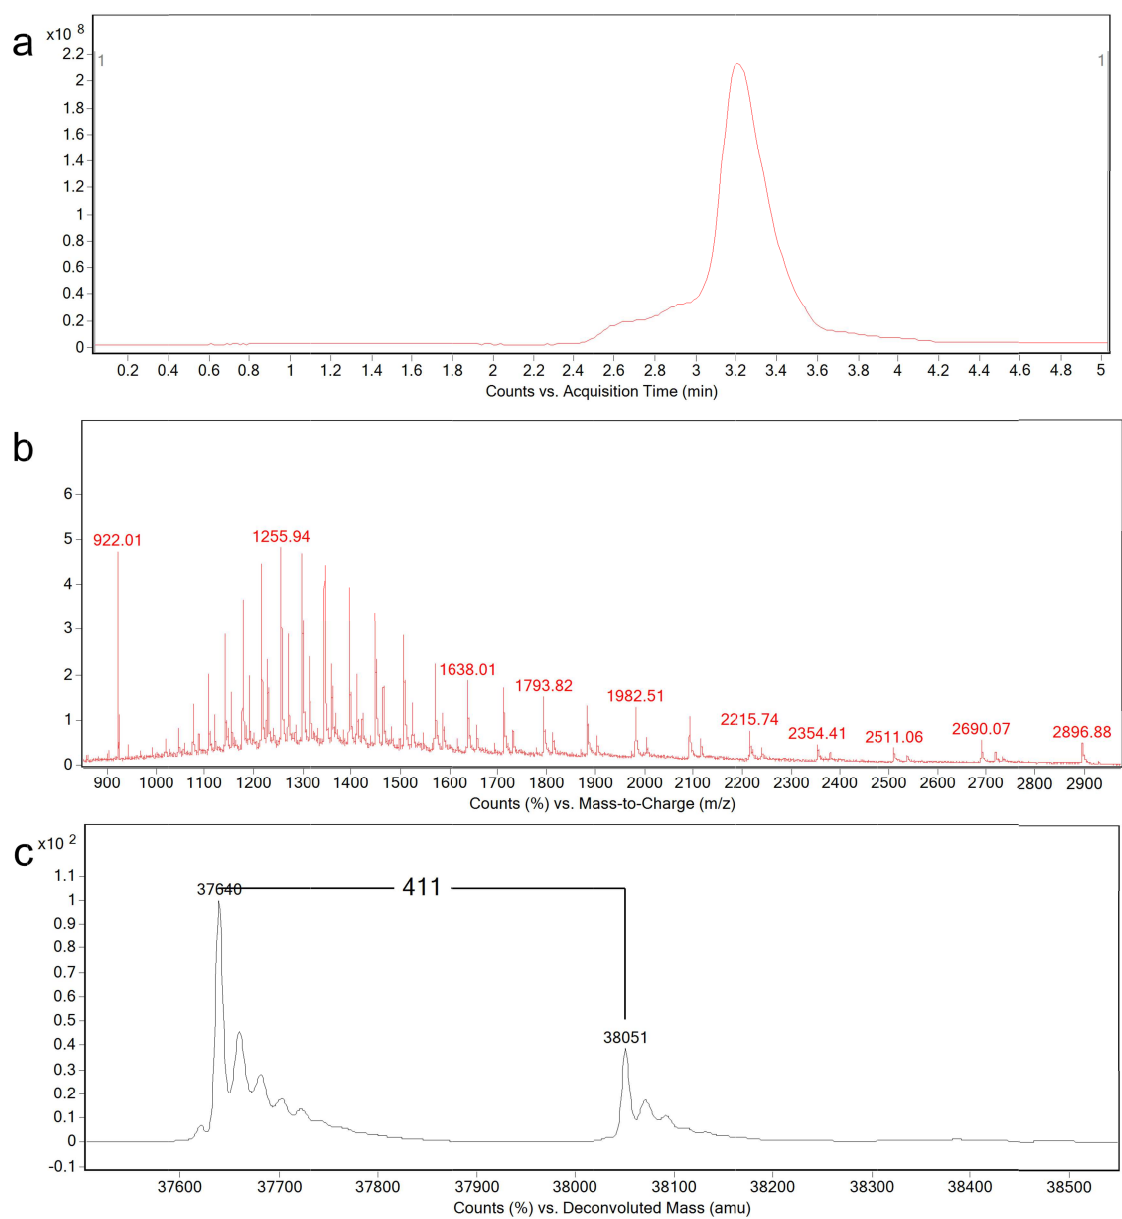 a
x10 8
2.2
2
1.8
1.6
1.4
1.2
1
0.8
0.6
0.4
0.2
0
1 1
0.2 0.4 0.6 0.8 1 1.2 1.4 1.6 1.8 2 2.2 2.4 2.6 2.8 3 3.2 3.4 3.6 3.8 4 4.2 4.4 4.6 4.8 5
Counts vs. Acquisition Time (min)
b
6
5
4
3
2
1
0
922.01 1255.94 1638.01 1793.82 1982.51 2215.74 2354.41 2511.06 2690.07 2896.88
900 1000 1100 1200 1300 1400 1500 1600 1700 1800 1900 2000 2100 2200 2300 2400 2500 2600 2700 2800 2900
Counts (%) vs. Mass-to-Charge (m/z)
c
x10 2
1.1
1
0.9
0.8
0.7
0.6
0.5
0.4
0.3
0.2
0.1
0
-0.1
37640 411 38051
37600 37700 37800 37900 38000 38100 38200 38300 38400 38500
Counts (%) vs. Deconvoluted Mass (amu)